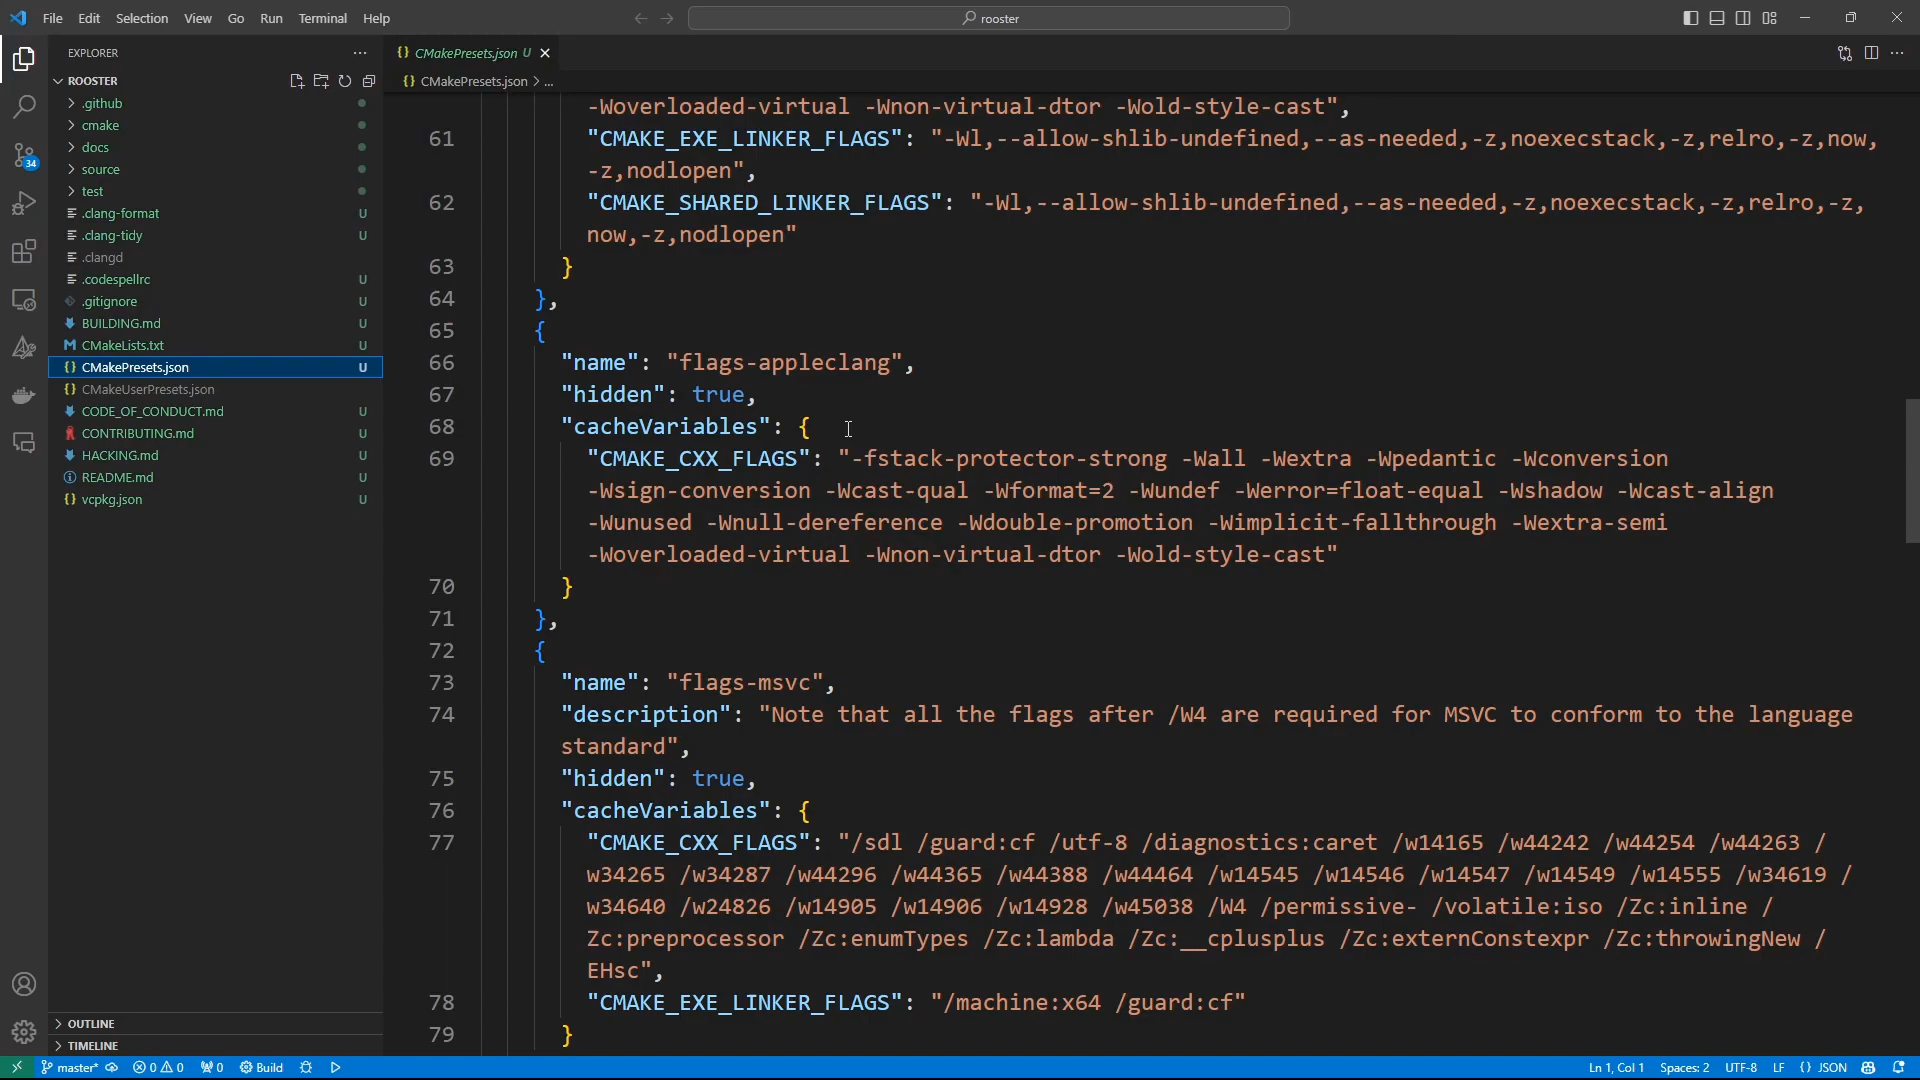 File Edit Selection View Go Run Terminal Help
rooster
EXPLORER
ROOSTER
.github
cmake
docs
source
test
.clang-format U
.clang-tidy U
.clangd
.codespellrc U
.gitignore U
BUILDING.md U
CMakeLists.txt U
CMakePresets.json U
CMakeUserPresets.json
CODE_OF_CONDUCT.md U
CONTRIBUTING.md U
HACKING.md U
README.md U
vcpkg.json U
OUTLINE
TIMELINE
34
CMakePresets.json U
CMakePresets.json > ...
-Woverloaded-virtual -Wnon-virtual-dtor -Wold-style-cast",
61 "CMAKE_EXE_LINKER_FLAGS": "-Wl,--allow-shlib-undefined,--as-needed,-z,noexecstack,-z,relro,-z,now,
-z,nodlopen",
62 "CMAKE_SHARED_LINKER_FLAGS": "-Wl,--allow-shlib-undefined,--as-needed,-z,noexecstack,-z,relro,-z,
now,-z,nodlopen"
63 }
64 },
65 {
66 "name": "flags-appleclang",
67 "hidden": true,
68 "cacheVariables": {
69 "CMAKE_CXX_FLAGS": "-fstack-protector-strong -Wall -Wextra -Wpedantic -Wconversion
-Wsign-conversion -Wcast-qual -Wformat=2 -Wundef -Werror=float-equal -Wshadow -Wcast-align
-Wunused -Wnull-dereference -Wdouble-promotion -Wimplicit-fallthrough -Wextra-semi
-Woverloaded-virtual -Wnon-virtual-dtor -Wold-style-cast"
70 }
71 },
72 {
73 "name": "flags-msvc",
74 "description": "Note that all the flags after /W4 are required for MSVC to conform to the language
standard",
75 "hidden": true,
76 "cacheVariables": {
77 "CMAKE_CXX_FLAGS": "/sdl /guard:cf /utf-8 /diagnostics:caret /w14165 /w44242 /w44254 /w44263 /
w34265 /w34287 /w44296 /w44365 /w44388 /w44464 /w14545 /w14546 /w14547 /w14549 /w14555 /w34619 /
w34640 /w24826 /w14905 /w14906 /w14928 /w45038 /W4 /permissive- /volatile:iso /Zc:inline /
Zc:preprocessor /Zc:enumTypes /Zc:lambda /Zc:__cplusplus /Zc:externConstexpr /Zc:throwingNew /
EHsc",
78 "CMAKE_EXE_LINKER_FLAGS": "/machine:x64 /guard:cf"
79 }
master* 0 0 0 Build Ln 1, Col 1 Spaces: 2 UTF-8 LF {} JSON